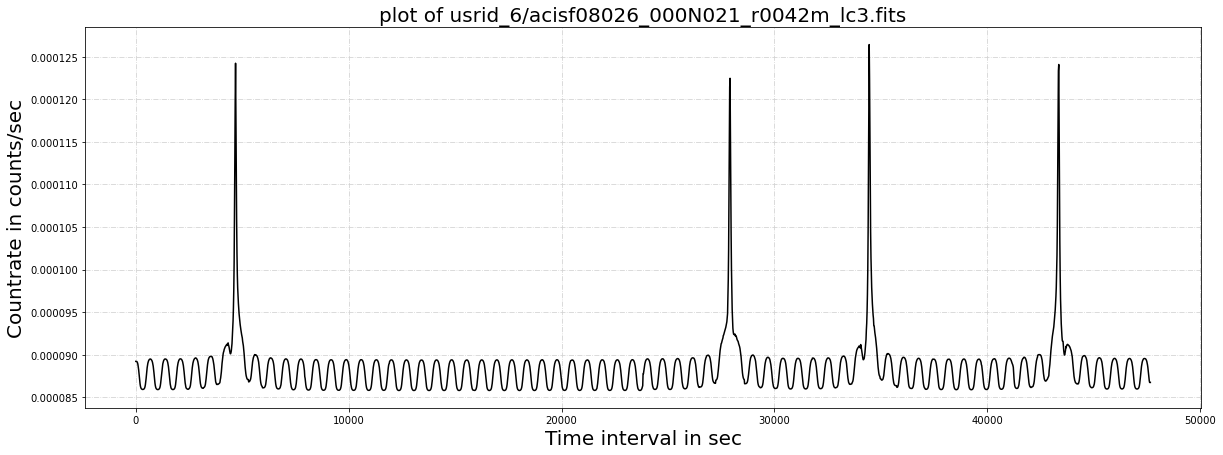 plot of usrid_6/acisf08026_000N021_r0042m_lc3.fits
Countrate in counts/sec
0.000125
0.000120
0.000115
0.000110
0.000105
0.000100
0.000095
0.000090
0.000085
0 10000 20000 30000 40000 50000
Time interval in sec